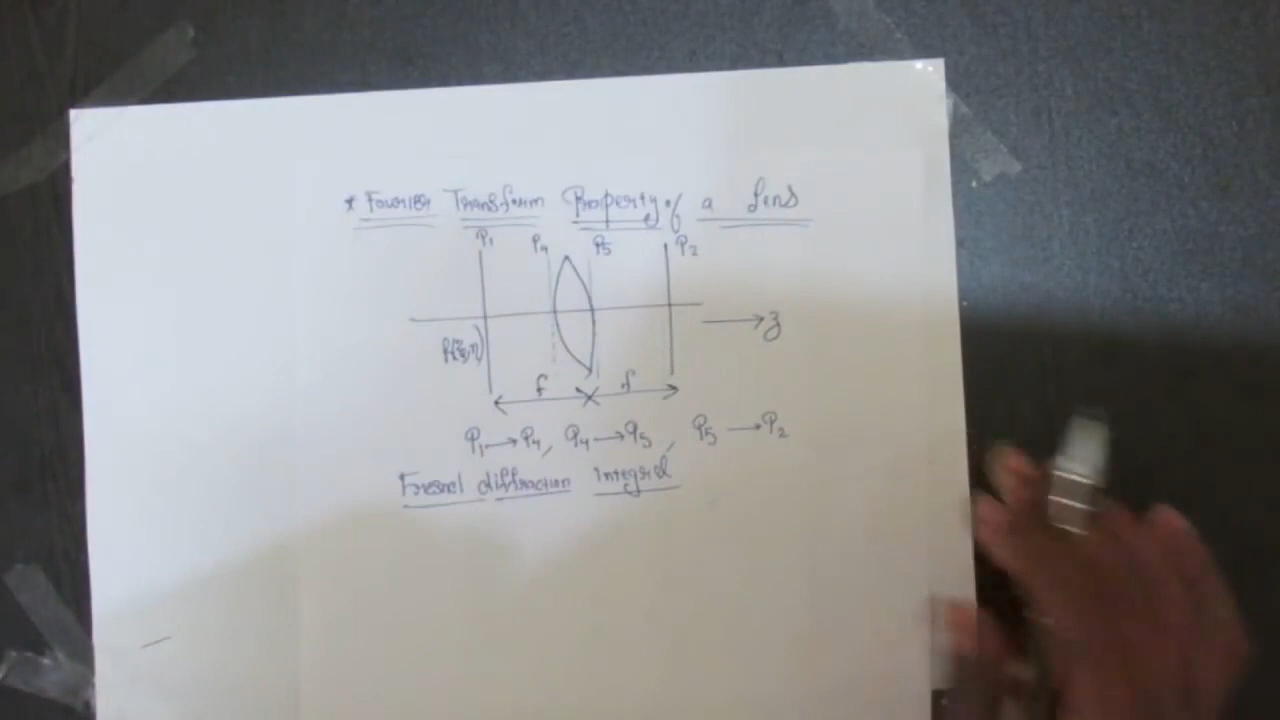 * Fourier Transform Property of a lens
P₁ P₄ P₅ P₂
z
f(ξ,η)
f f
P₁→P₄, P₄→P₅, P₅→P₂
Fresnel diffraction integral